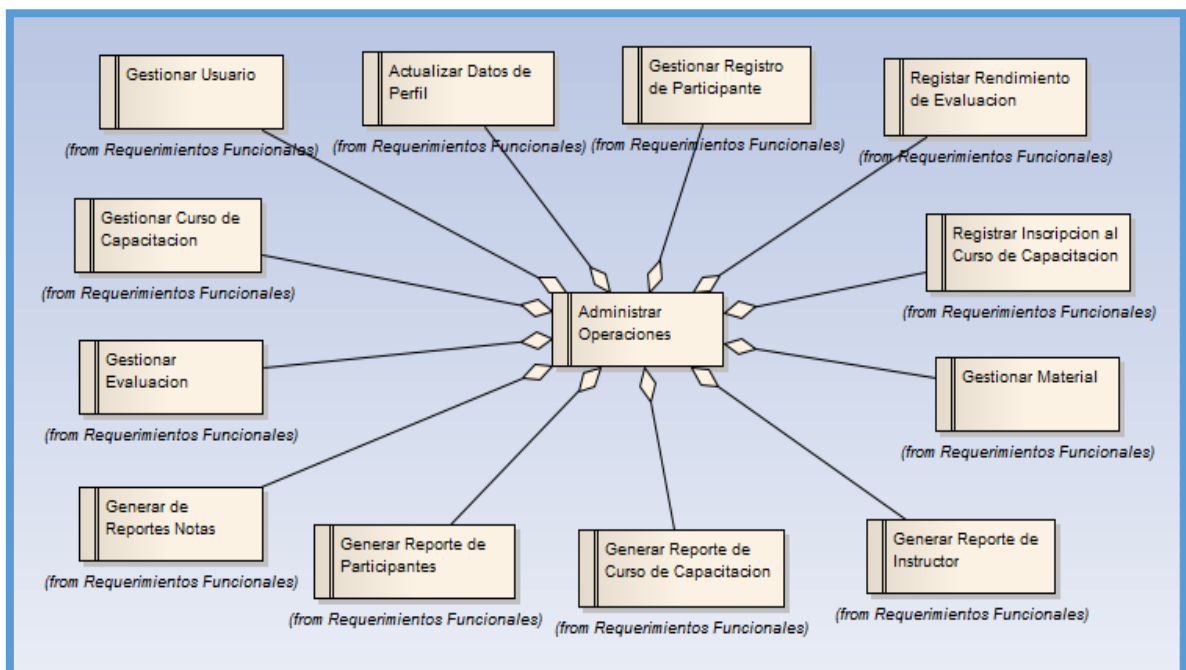 Gestionar Usuario
(from Requerimientos Funcionales)
Actualizar Datos de
Perfil
(from Requerimientos Funcionales)
Gestionar Registro
de Participante
(from Requerimientos Funcionales)
Registar Rendimiento
de Evaluacion
(from Requerimientos Funcionales)
Gestionar Curso de
Capacitacion
(from Requerimientos Funcionales)
Registrar Inscripcion al
Curso de Capacitacion
(from Requerimientos Funcionales)
Administrar
Operaciones
Gestionar
Evaluacion
(from Requerimientos Funcionales)
Gestionar Material
(from Requerimientos Funcionales)
Generar de
Reportes Notas
(from Requerimientos Funcionales)
Generar Reporte de
Participantes
(from Requerimientos Funcionales)
Generar Reporte de
Curso de Capacitacion
(from Requerimientos Funcionales)
Generar Reporte de
Instructor
(from Requerimientos Funcionales)